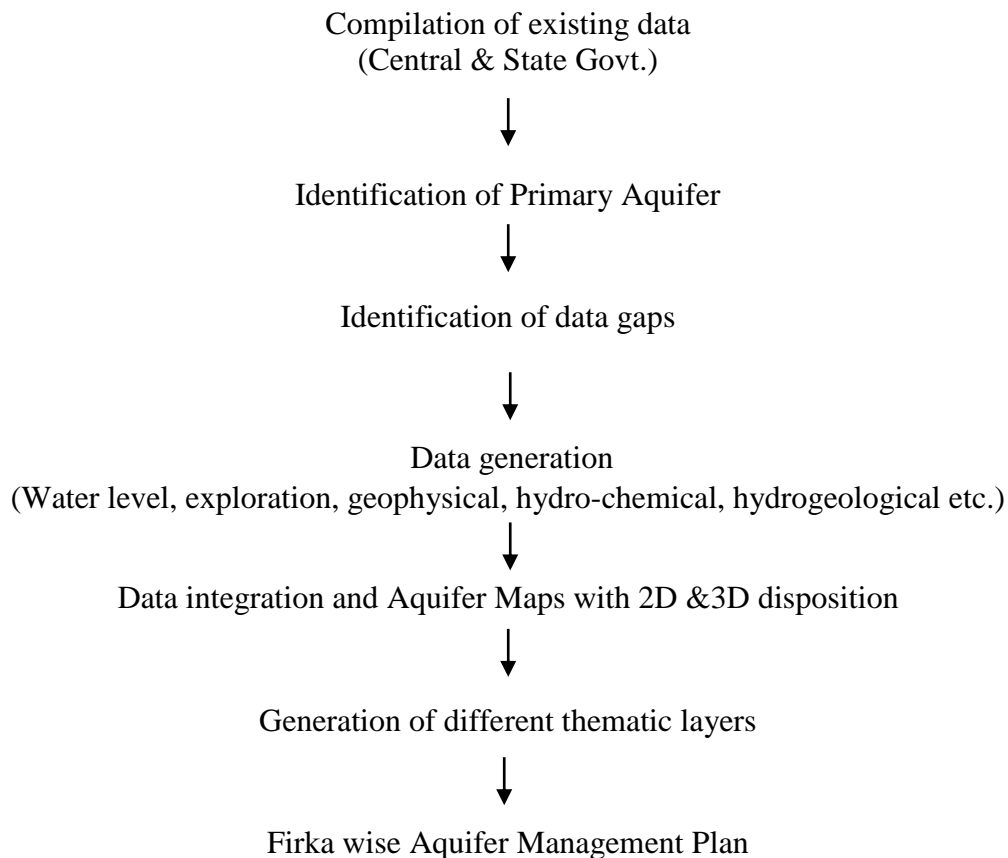 Compilation of existing data
(Central & State Govt.)
Identification of Primary Aquifer
Identification of data gaps
Data generation
(Water level, exploration, geophysical, hydro-chemical, hydrogeological etc.)
Data integration and Aquifer Maps with 2D &3D disposition
Generation of different thematic layers
Firka wise Aquifer Management Plan